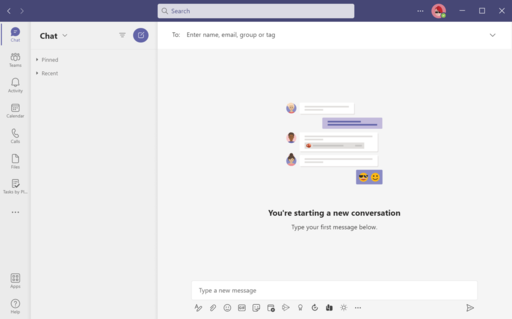 Search
Chat
Chat
To: Enter name, email, group or tag
Pinned
Recent
Teams
Activity
Calendar
Calls
Files
Tasks by Pl...
You're starting a new conversation
Type your first message below.
Type a new message
Apps
Help